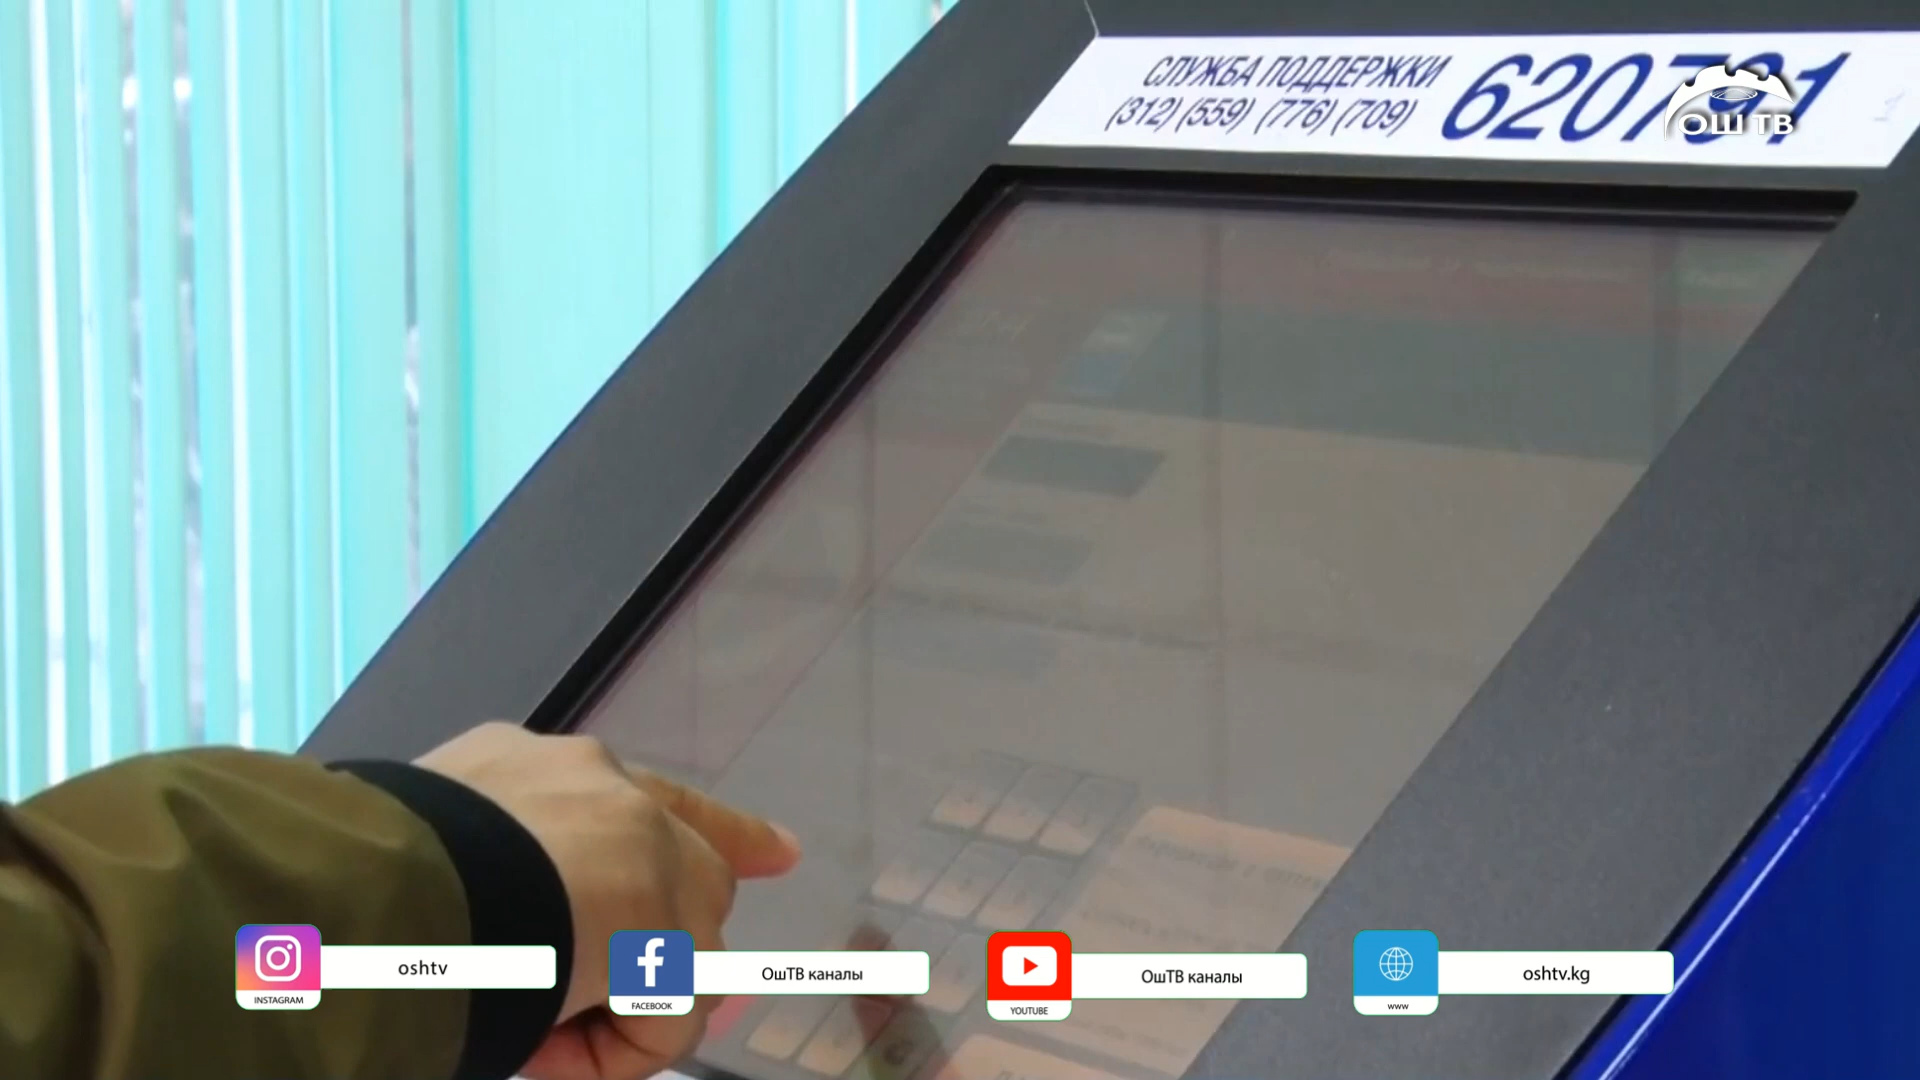 СЛУЖБА ПОДДЕРЖКИ
(312) (559) (776) (709)
620791
ОШ ТВ
INSTAGRAM
oshtv
FACEBOOK
ОшТВ каналы
YOUTUBE
ОшТВ каналы
www
oshtv.kg